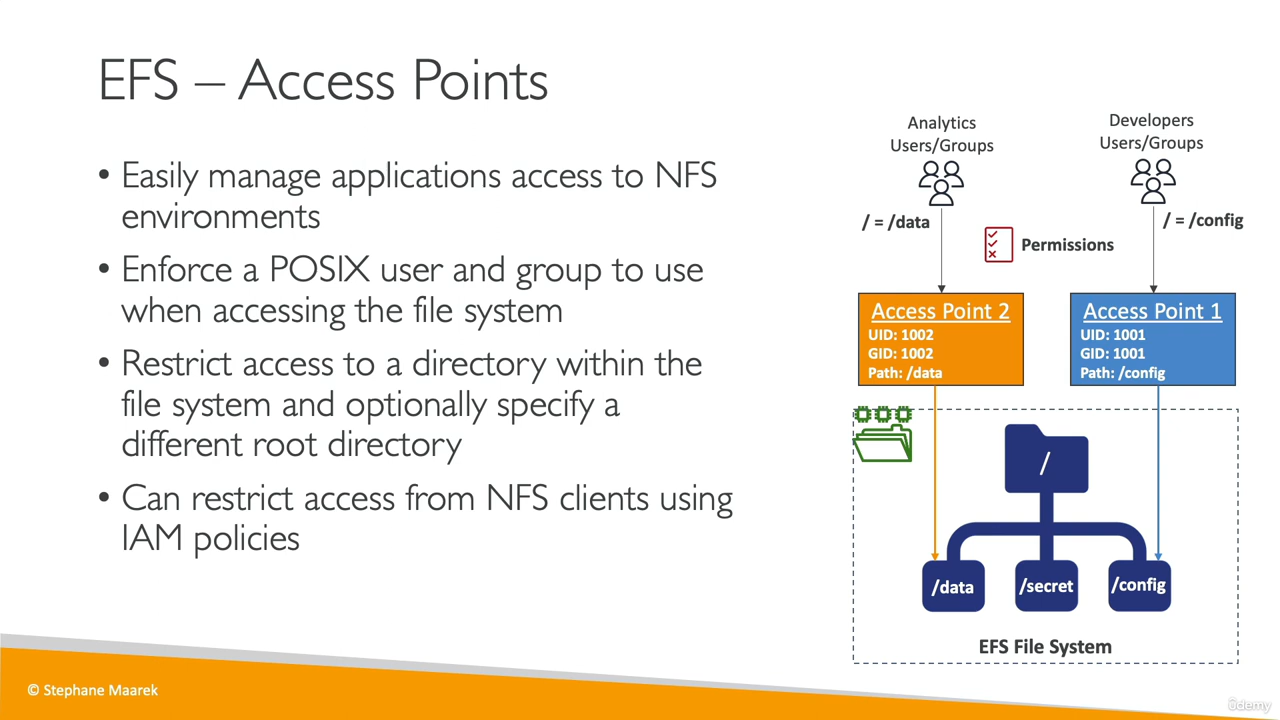 EFS – Access Points
• Easily manage applications access to NFS
environments
• Enforce a POSIX user and group to use
when accessing the file system
• Restrict access to a directory within the
file system and optionally specify a
different root directory
• Can restrict access from NFS clients using
IAM policies
Analytics
Users/Groups
Developers
Users/Groups
/ = /data
/ = /config
Permissions
Access Point 2
UID: 1002
GID: 1002
Path: /data
Access Point 1
UID: 1001
GID: 1001
Path: /config
/
/data
/secret
/config
EFS File System
© Stephane Maarek
ûdemy